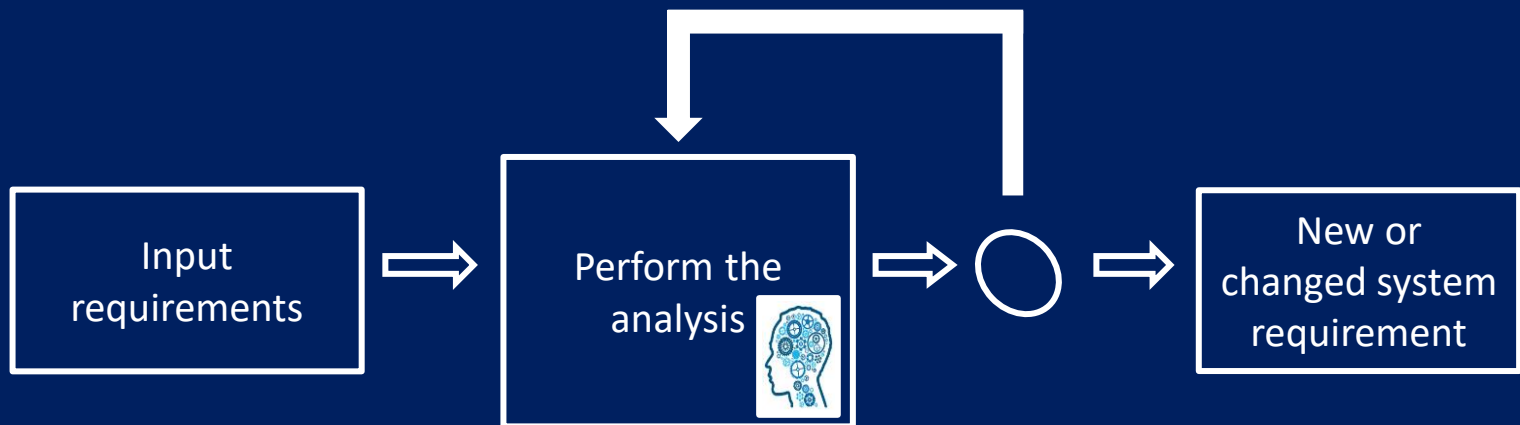 Input
requirements
Perform the
analysis
New or
changed system
requirement